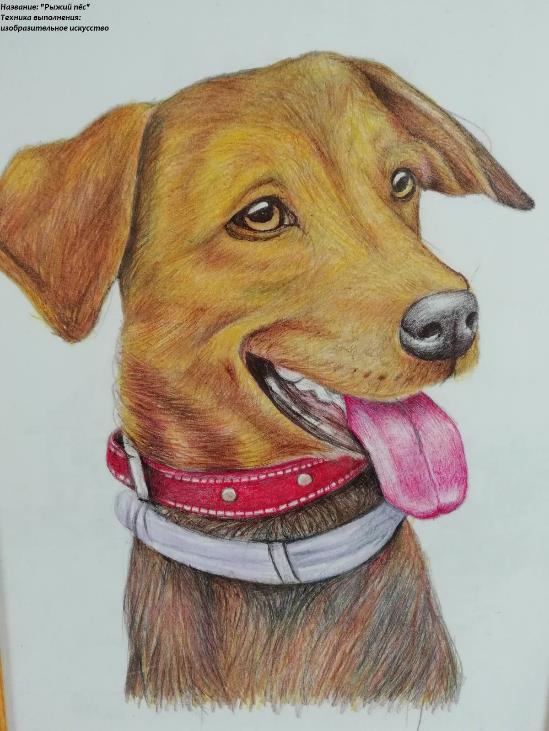 Название: "Рыжий пёс"
Техника выполнения:
изобразительное искусство